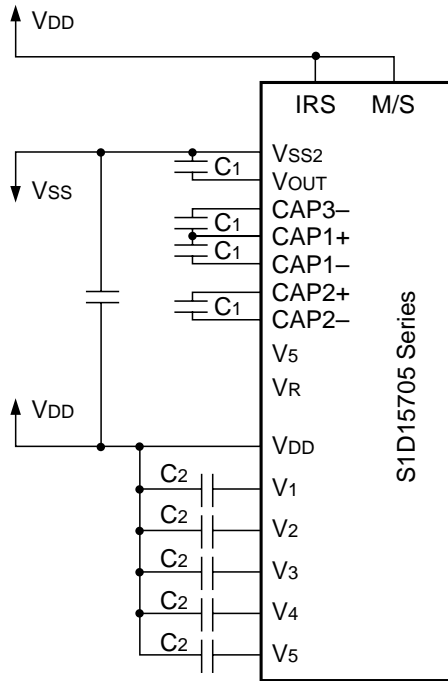 VDD
IRS M/S
VSS2
C1
VOUT
VSS
CAP3–
C1
CAP1+
C1
CAP1–
CAP2+
C1
CAP2–
V5
VR
VDD
VDD
C2
V1
C2
V2
C2
V3
C2
V4
C2
V5
S1D15705 Series